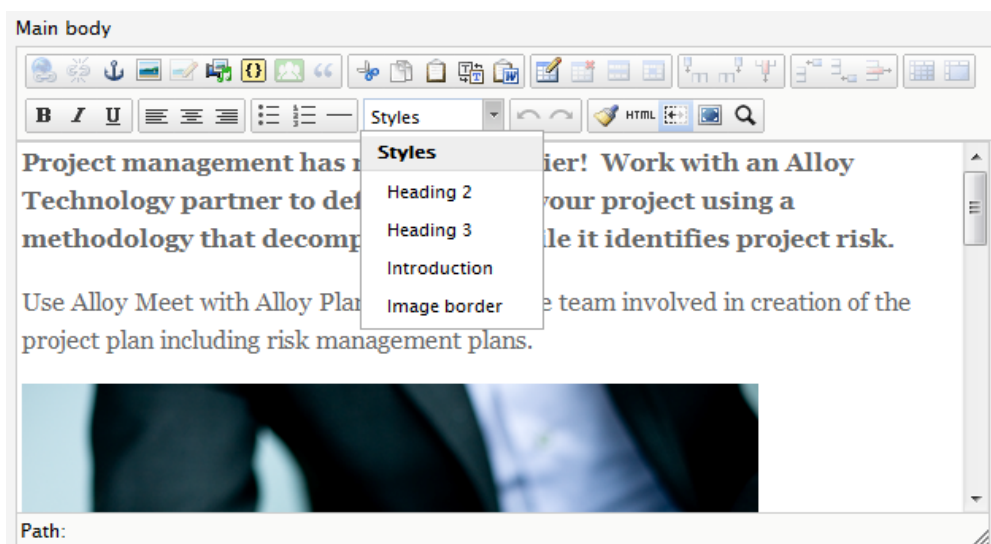 Main body
B I U Styles HTML
Styles
Heading 2
Heading 3
Introduction
Image border
Project management has ier! Work with an Alloy
Technology partner to def your project using a
methodology that decomp le it identifies project risk.
Use Alloy Meet with Alloy Plan e team involved in creation of the
project plan including risk management plans.
Path: